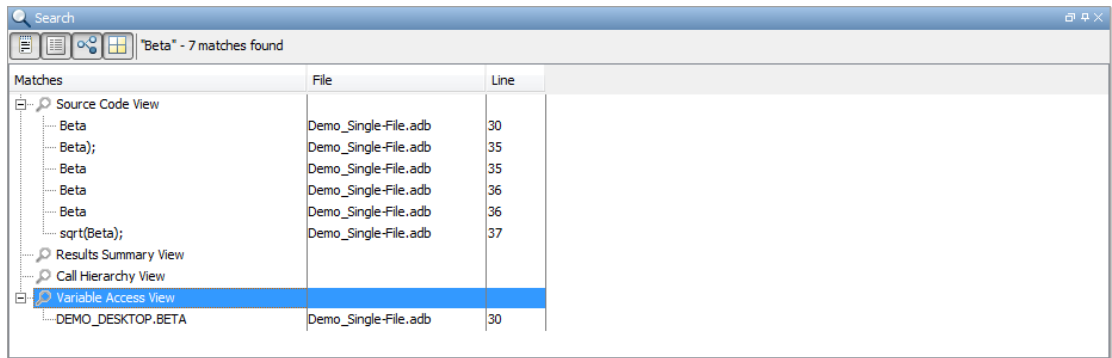 Search
"Beta" - 7 matches found
Matches File Line
Source Code View
Beta Demo_Single-File.adb 30
Beta); Demo_Single-File.adb 35
Beta Demo_Single-File.adb 35
Beta Demo_Single-File.adb 36
Beta Demo_Single-File.adb 36
sqrt(Beta); Demo_Single-File.adb 37
Results Summary View
Call Hierarchy View
Variable Access View
DEMO_DESKTOP.BETA Demo_Single-File.adb 30